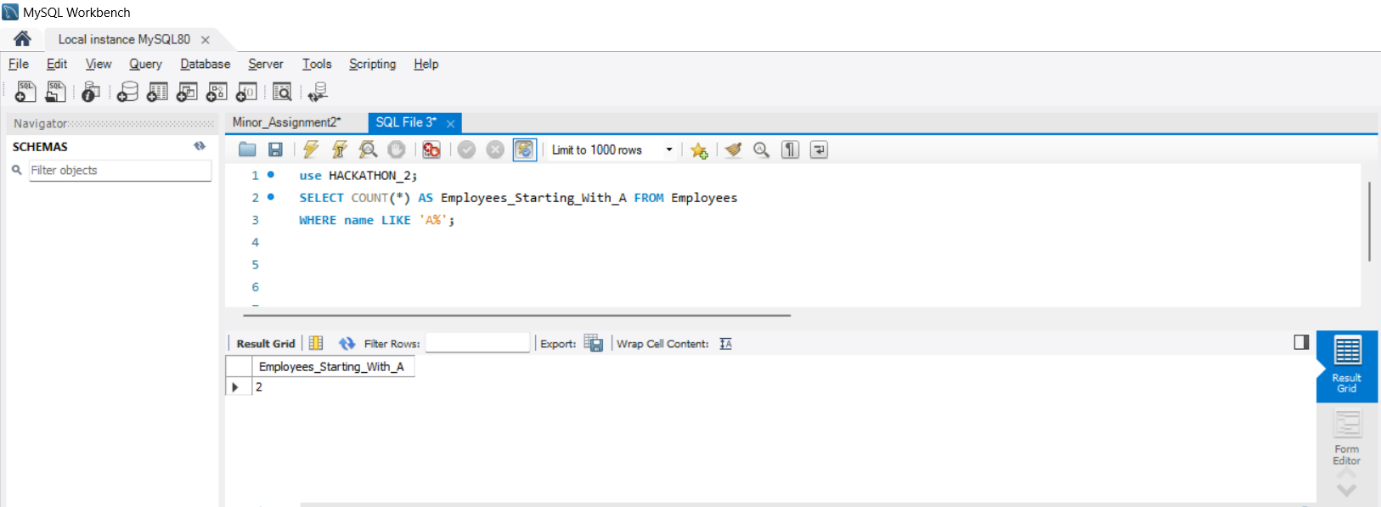 MySQL Workbench
Local instance MySQL80
File Edit View Query Database Server Tools Scripting Help
Navigator
SCHEMAS
Filter objects
Minor_Assignment2* SQL File 3*
Limit to 1000 rows
1 use HACKATHON_2;
2 SELECT COUNT(*) AS Employees_Starting_With_A FROM Employees
3 WHERE name LIKE 'A%';
4
5
6
Result Grid Filter Rows: Export: Wrap Cell Content:
Employees_Starting_With_A
2
Result
Grid
Form
Editor